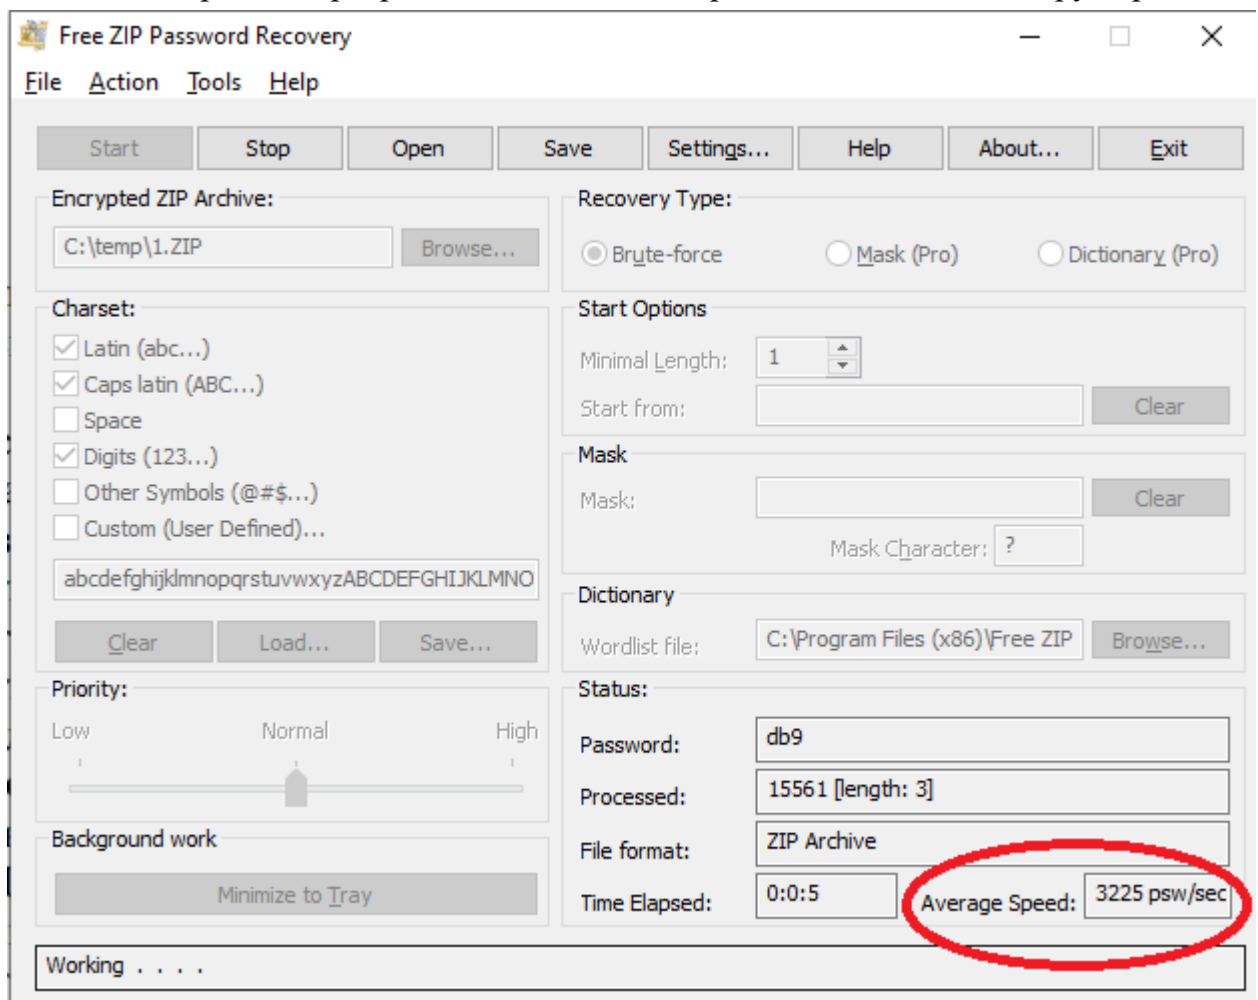 Free ZIP Password Recovery
File Action Tools Help
Start Stop Open Save Settings... Help About... Exit
Encrypted ZIP Archive:
C:\temp\1.ZIP Browse...
Recovery Type:
Brute-force Mask (Pro) Dictionary (Pro)
Charset:
Latin (abc...)
Caps latin (ABC...)
Space
Digits (123...)
Other Symbols (@#$...)
Custom (User Defined)...
abcdefghijklmnopqrstuvwxyzABCDEFGHIJKLMNO
Clear Load... Save...
Start Options
Minimal Length: 1
Start from: Clear
Mask
Mask: Clear
Mask Character: ?
Dictionary
Wordlist file: C:\Program Files (x86)\Free ZIP Browse...
Priority:
Low Normal High
Background work
Minimize to Tray
Status:
Password: db9
Processed: 15561 [length: 3]
File format: ZIP Archive
Time Elapsed: 0:0:5 Average Speed: 3225 psw/sec
Working . . . .